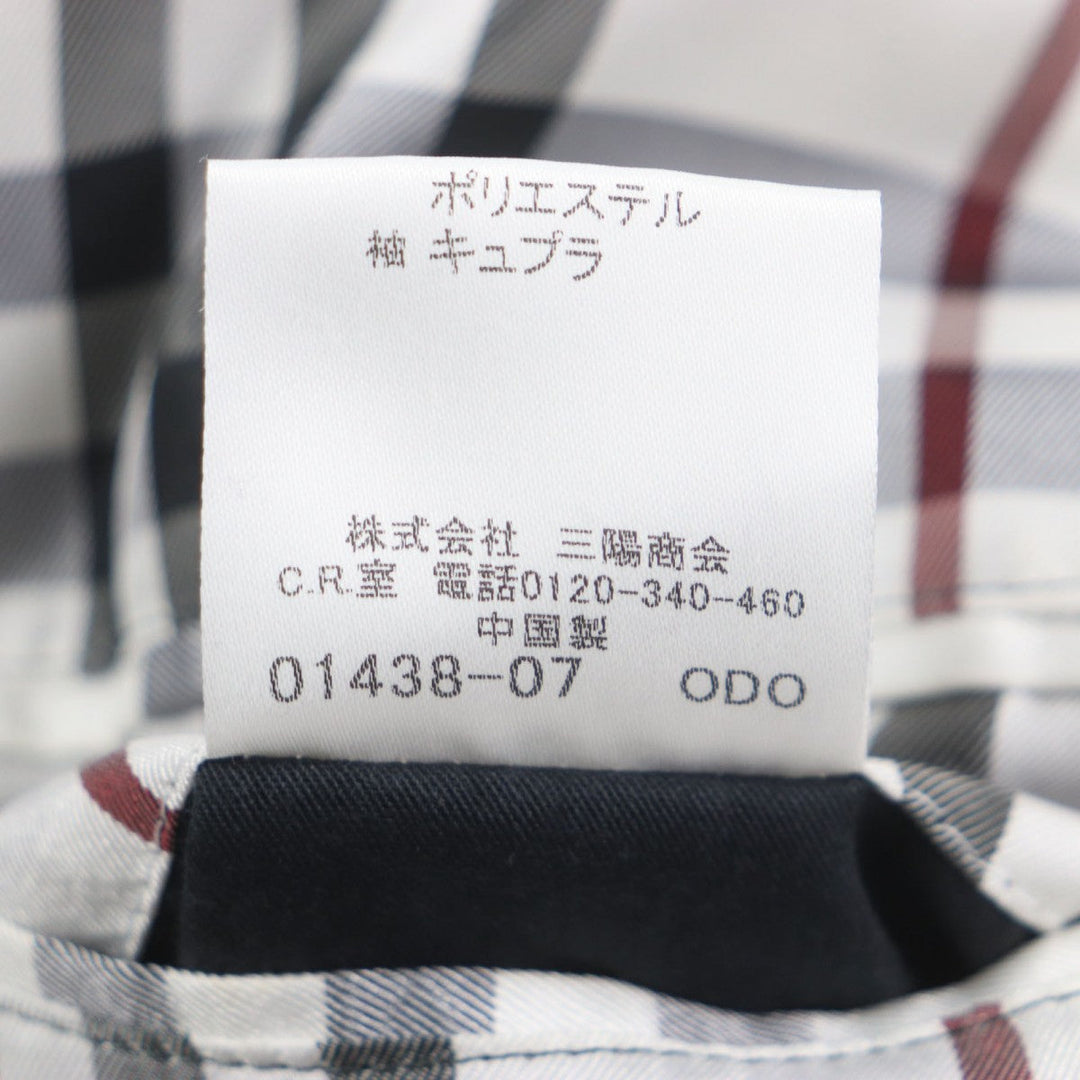 ポリエステル
袖 キュプラ
株式会社 三陽商会
C.R.室 電話0120-340-460
中国製
01438-07 ODO